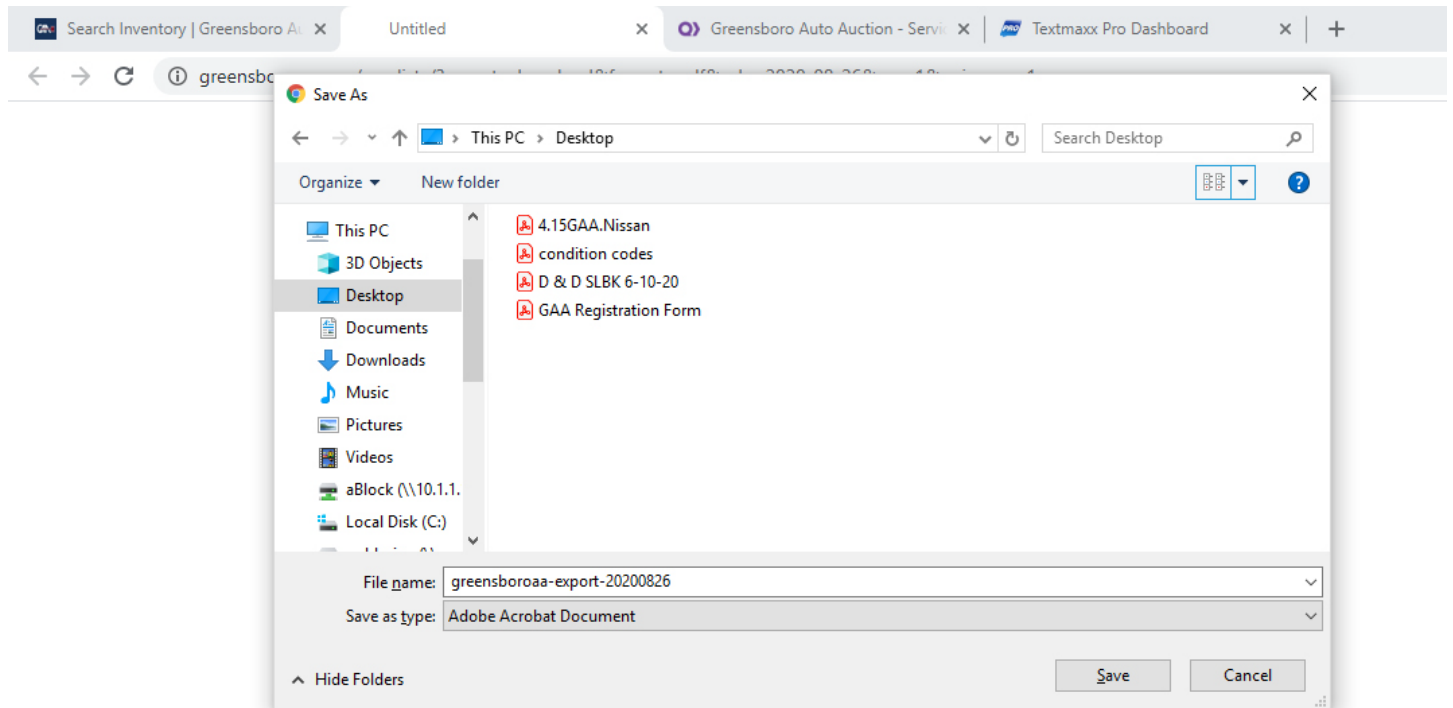 Search Inventory | Greensboro Au
Untitled
Greensboro Auto Auction - Servic
PRO Textmaxx Pro Dashboard
greensbo
Save As
This PC > Desktop
Search Desktop
Organize
New folder
This PC
3D Objects
Desktop
Documents
Downloads
Music
Pictures
Videos
aBlock (\\10.1.1.
Local Disk (C:)
4.15GAA.Nissan
condition codes
D & D SLBK 6-10-20
GAA Registration Form
File name: greensboroaa-export-20200826
Save as type: Adobe Acrobat Document
Hide Folders
Save
Cancel